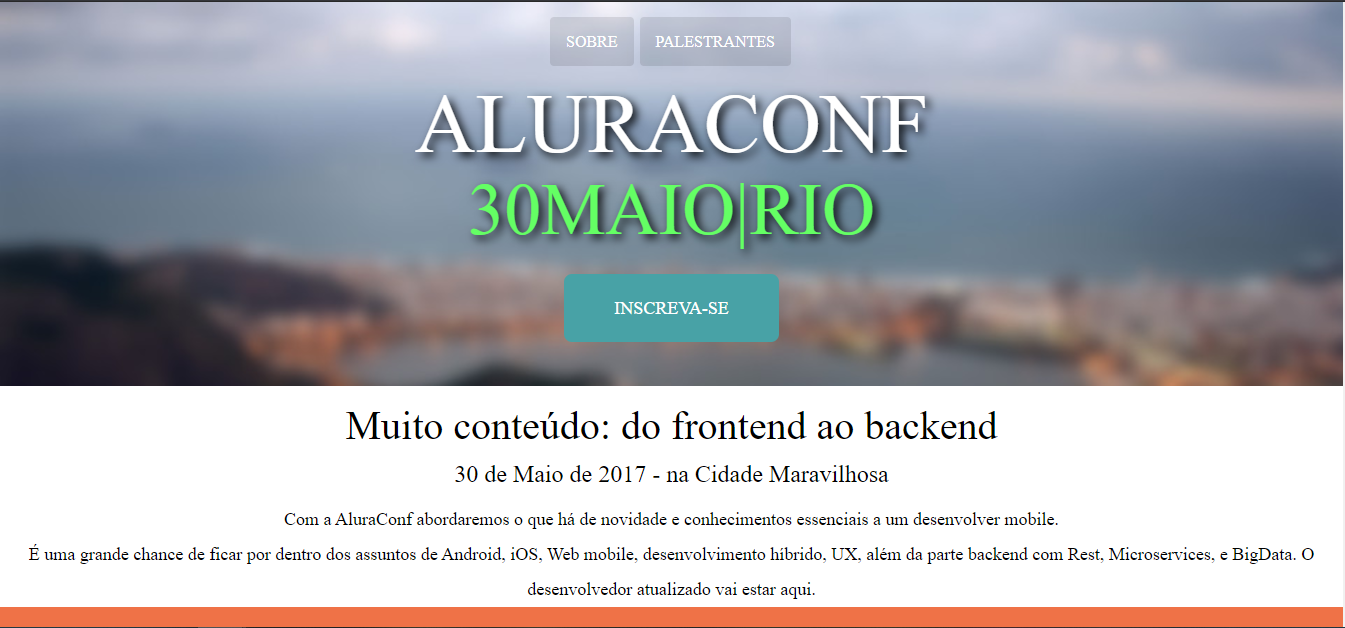 SOBRE PALESTRANTES
ALURACONF
30MAIO|RIO
INSCREVA-SE
Muito conteúdo: do frontend ao backend
30 de Maio de 2017 - na Cidade Maravilhosa
Com a AluraConf abordaremos o que há de novidade e conhecimentos essenciais a um desenvolver mobile.
É uma grande chance de ficar por dentro dos assuntos de Android, iOS, Web mobile, desenvolvimento híbrido, UX, além da parte backend com Rest, Microservices, e BigData. O
desenvolvedor atualizado vai estar aqui.